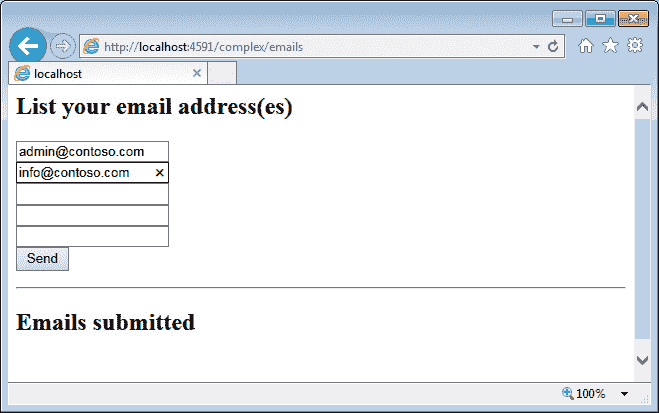 http://localhost:4591/complex/emails
localhost
List your email address(es)
admin@contoso.com
info@contoso.com
Send
Emails submitted
100%